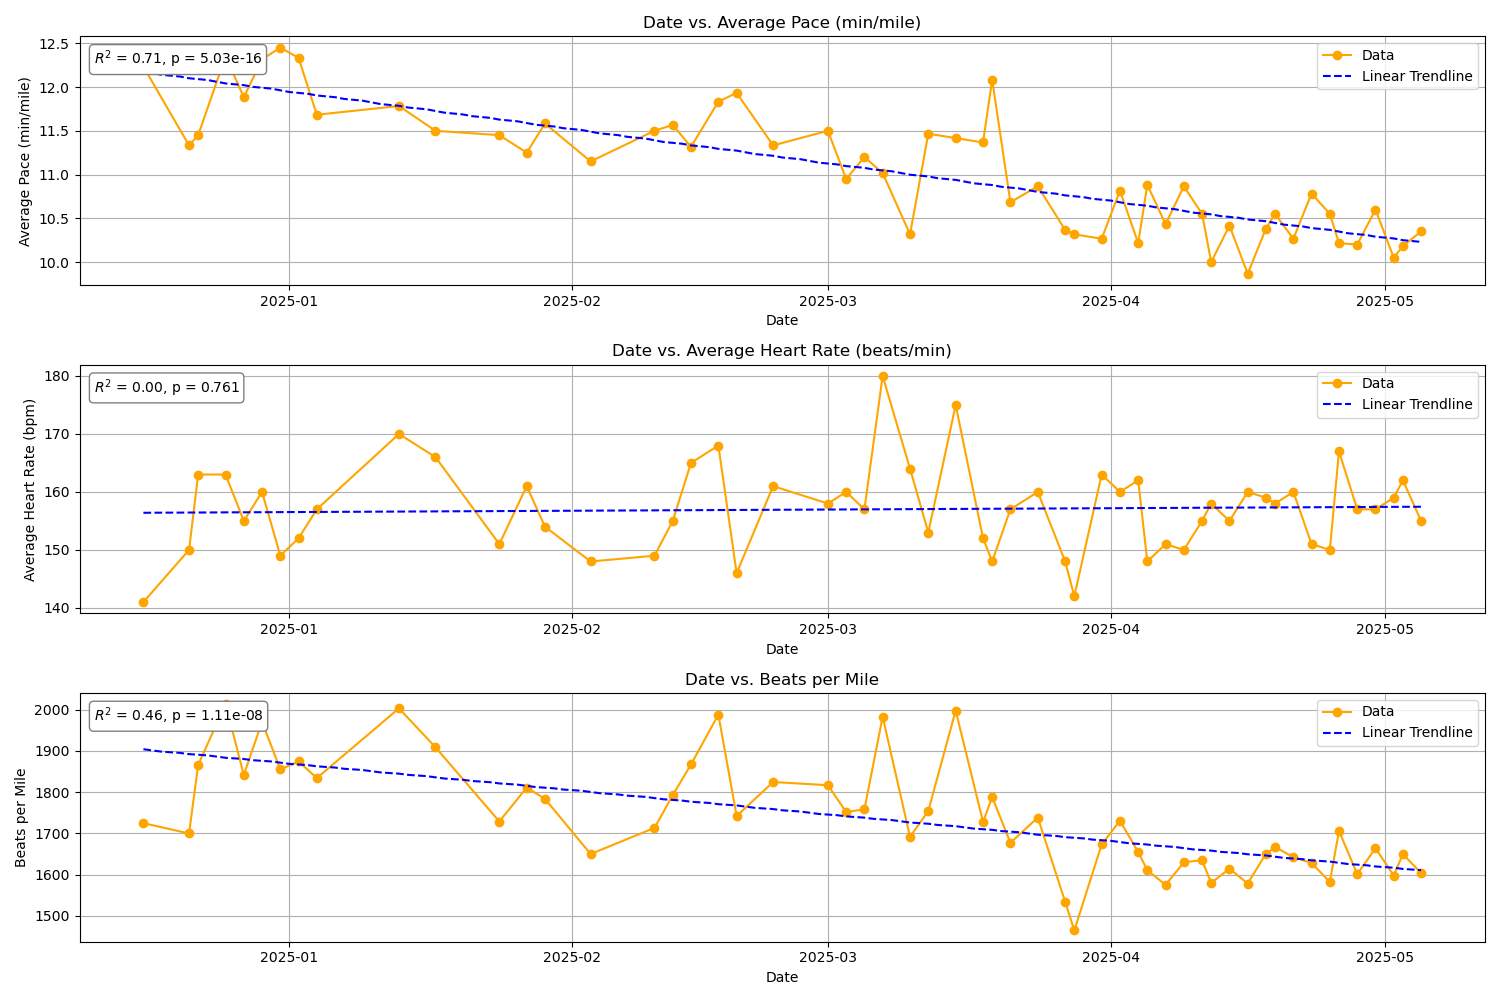 Date vs. Average Pace (min/mile)
R² = 0.71, p = 5.03e-16
Data
Linear Trendline
Average Pace (min/mile)
12.5
12.0
11.5
11.0
10.5
10.0
2025-01 2025-02 2025-03 2025-04 2025-05
Date
Date vs. Average Heart Rate (beats/min)
R² = 0.00, p = 0.761
Data
Linear Trendline
Average Heart Rate (bpm)
180
170
160
150
140
2025-01 2025-02 2025-03 2025-04 2025-05
Date
Date vs. Beats per Mile
R² = 0.46, p = 1.11e-08
Data
Linear Trendline
Beats per Mile
2000
1900
1800
1700
1600
1500
2025-01 2025-02 2025-03 2025-04 2025-05
Date